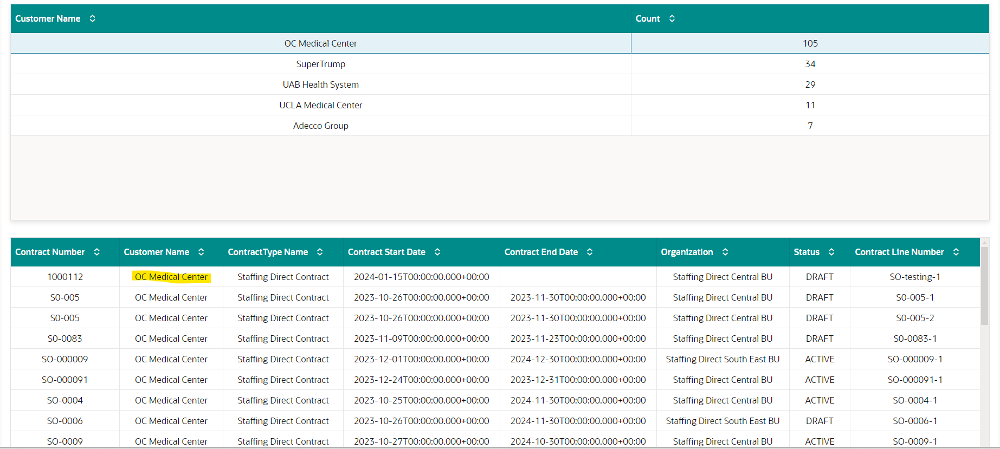 Customer Name Count
OC Medical Center 105
SuperTrump 34
UAB Health System 29
UCLA Medical Center 11
Adecco Group 7
Contract Number Customer Name ContractType Name Contract Start Date Contract End Date Organization Status Contract Line Number
1000112 OC Medical Center Staffing Direct Contract 2024-01-15T00:00:00.000+00:00 Staffing Direct Central BU DRAFT SO-testing-1
S0-005 OC Medical Center Staffing Direct Contract 2023-10-26T00:00:00.000+00:00 2023-11-30T00:00:00.000+00:00 Staffing Direct Central BU DRAFT S0-005-1
S0-005 OC Medical Center Staffing Direct Contract 2023-10-26T00:00:00.000+00:00 2023-11-30T00:00:00.000+00:00 Staffing Direct Central BU DRAFT S0-005-2
S0-0083 OC Medical Center Staffing Direct Contract 2023-11-09T00:00:00.000+00:00 2023-11-23T00:00:00.000+00:00 Staffing Direct Central BU DRAFT S0-0083-1
SO-000009 OC Medical Center Staffing Direct Contract 2023-12-01T00:00:00.000+00:00 2024-12-30T00:00:00.000+00:00 Staffing Direct South East BU ACTIVE SO-000009-1
SO-000091 OC Medical Center Staffing Direct Contract 2023-12-24T00:00:00.000+00:00 2023-12-31T00:00:00.000+00:00 Staffing Direct Central BU ACTIVE SO-000091-1
SO-0004 OC Medical Center Staffing Direct Contract 2023-10-25T00:00:00.000+00:00 2024-11-30T00:00:00.000+00:00 Staffing Direct Central BU ACTIVE SO-0004-1
SO-0006 OC Medical Center Staffing Direct Contract 2023-10-26T00:00:00.000+00:00 2024-11-30T00:00:00.000+00:00 Staffing Direct South East BU DRAFT SO-0006-1
SO-0009 OC Medical Center Staffing Direct Contract 2023-10-27T00:00:00.000+00:00 2024-10-30T00:00:00.000+00:00 Staffing Direct Central BU ACTIVE SO-0009-1